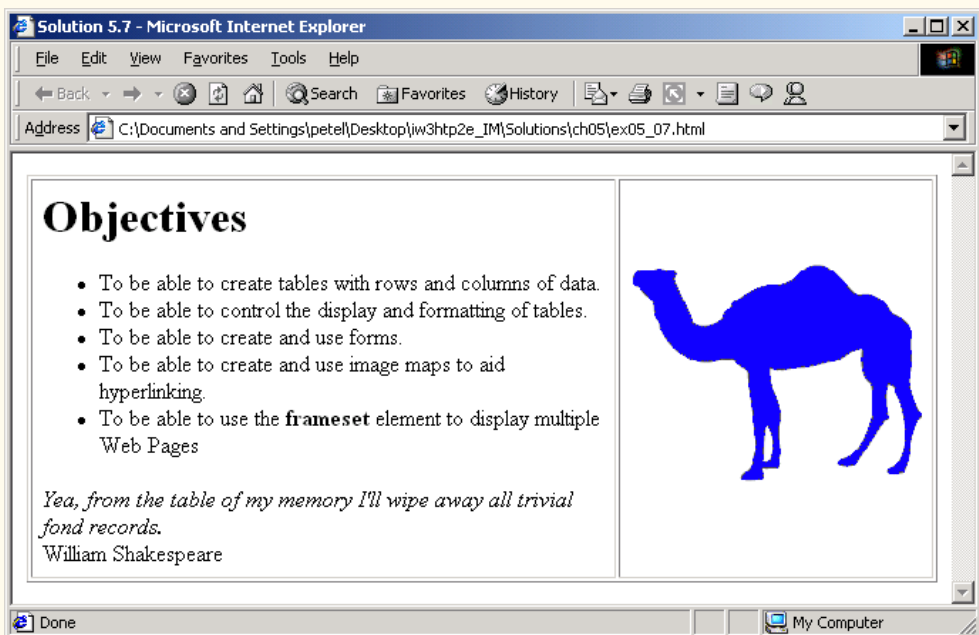 Solution 5.7 - Microsoft Internet Explorer
File Edit View Favorites Tools Help
Back Search Favorites History
Address C:\Documents and Settings\petel\Desktop\iw3htp2e_IM\Solutions\ch05\ex05_07.html
Objectives
• To be able to create tables with rows and columns of data.
• To be able to control the display and formatting of tables.
• To be able to create and use forms.
• To be able to create and use image maps to aid
hyperlinking.
• To be able to use the frameset element to display multiple
Web Pages
Yea, from the table of my memory I'll wipe away all trivial
fond records.
William Shakespeare
Done My Computer